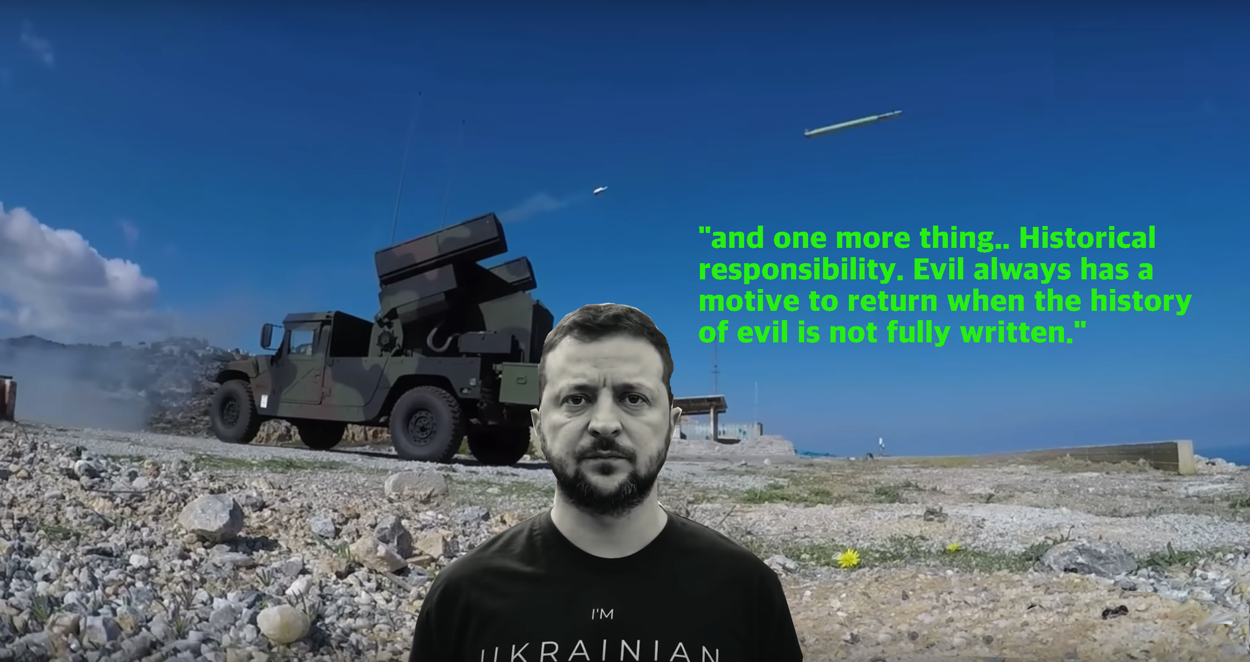 "and one more thing.. Historical
responsibility. Evil always has a
motive to return when the history
of evil is not fully written."
I'M
UKRAINIAN